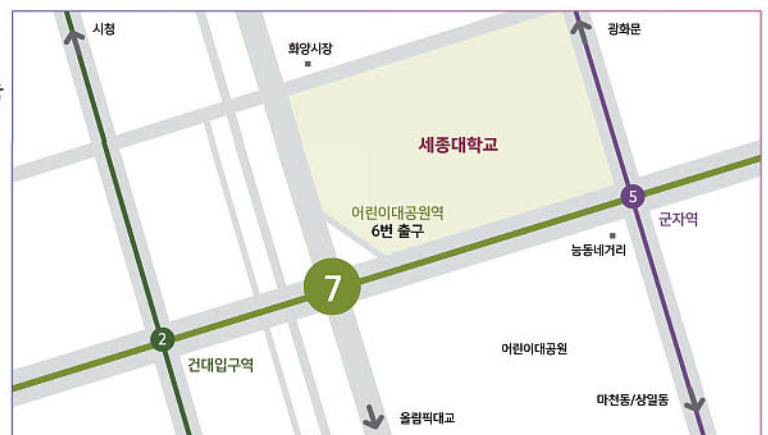 시청
광화문
화양시장
세종대학교
5
어린이대공원역
6번 출구
군자역
능동네거리
7
2
건대입구역
어린이대공원
마천동/상일동
올림픽대교